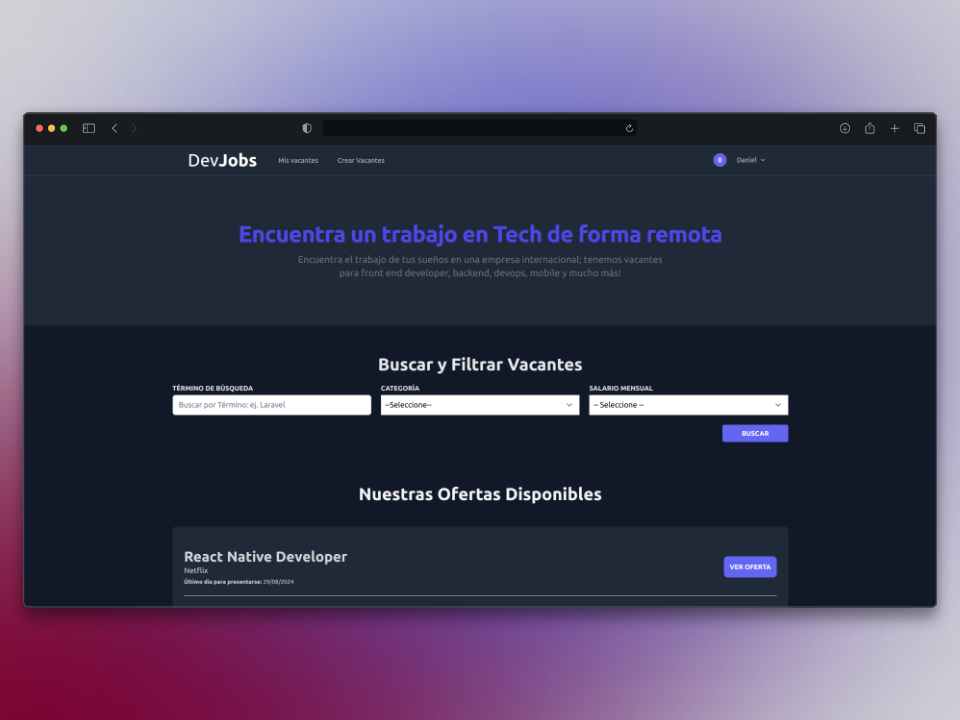 DevJobs
Mis vacantes
Crear Vacantes
0
Daniel
Encuentra un trabajo en Tech de forma remota
Encuentra el trabajo de tus sueños en una empresa internacional; tenemos vacantes
para front end developer, backend, devops, mobile y mucho más!
Buscar y Filtrar Vacantes
TÉRMINO DE BÚSQUEDA
CATEGORÍA
SALARIO MENSUAL
Buscar por Término: ej. Laravel
--Seleccione--
-- Seleccione --
BUSCAR
Nuestras Ofertas Disponibles
React Native Developer
Netflix
VER OFERTA
Último día para presentarse: 29/08/2024